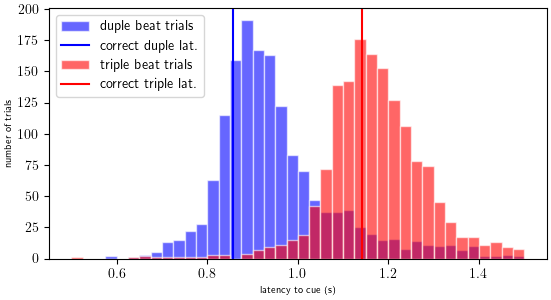 duple beat trials
correct duple lat.
triple beat trials
correct triple lat.
200
175
150
125
100
75
50
25
0
number of trials
0.6 0.8 1.0 1.2 1.4
latency to cue (s)